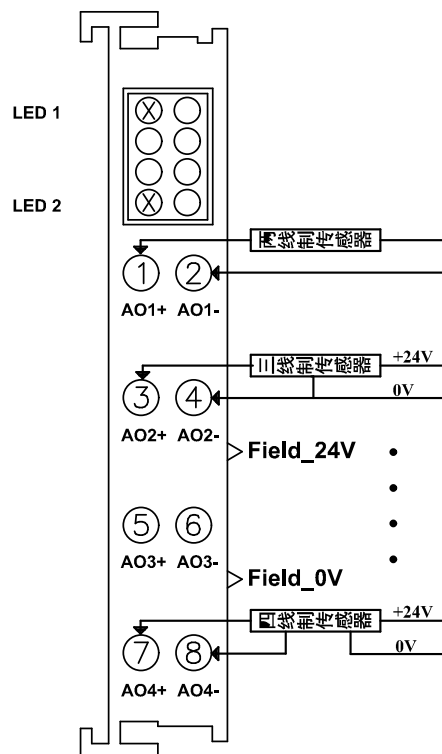 LED 1
LED 2
两线制传感器
1 2
AO1+ AO1-
三线制传感器 +24V
0V
3 4
AO2+ AO2-
Field_24V
5 6
AO3+ AO3-
Field_0V
四线制传感器 +24V
0V
7 8
AO4+ AO4-